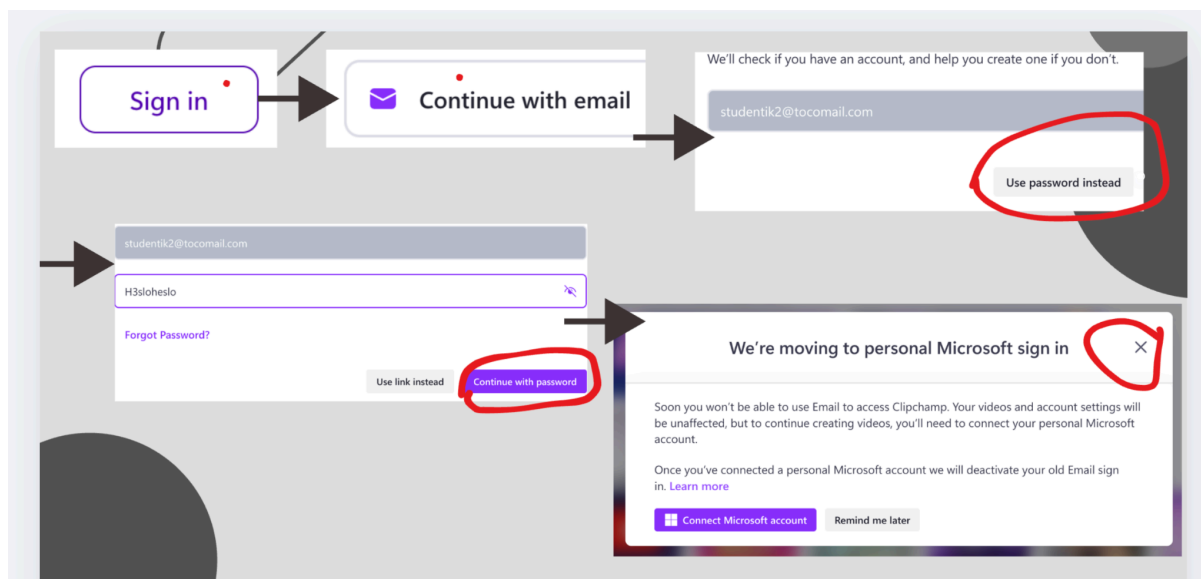 Sign in
Continue with email
We'll check if you have an account, and help you create one if you don't.
studentik2@tocomail.com
Use password instead
studentik2@tocomail.com
H3sloheslo
Forgot Password?
Use link instead
Continue with password
We're moving to personal Microsoft sign in
Soon you won't be able to use Email to access Clipchamp. Your videos and account settings will
be unaffected, but to continue creating videos, you'll need to connect your personal Microsoft
account.
Once you've connected a personal Microsoft account we will deactivate your old Email sign
in. Learn more
Connect Microsoft account
Remind me later